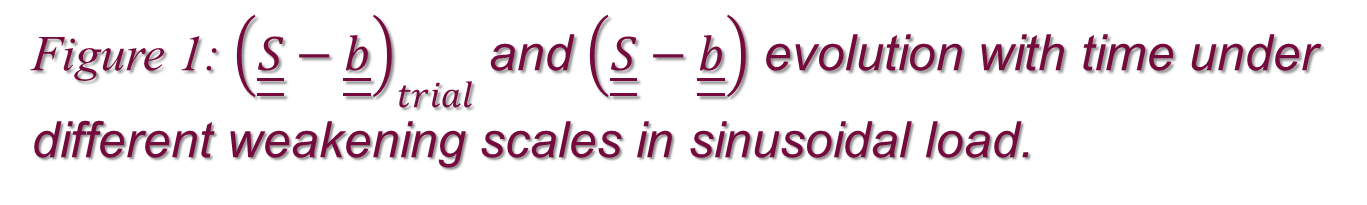 Figure 1: (S̳ − b̳)trial and (S̳ − b̳) evolution with time under
different weakening scales in sinusoidal load.